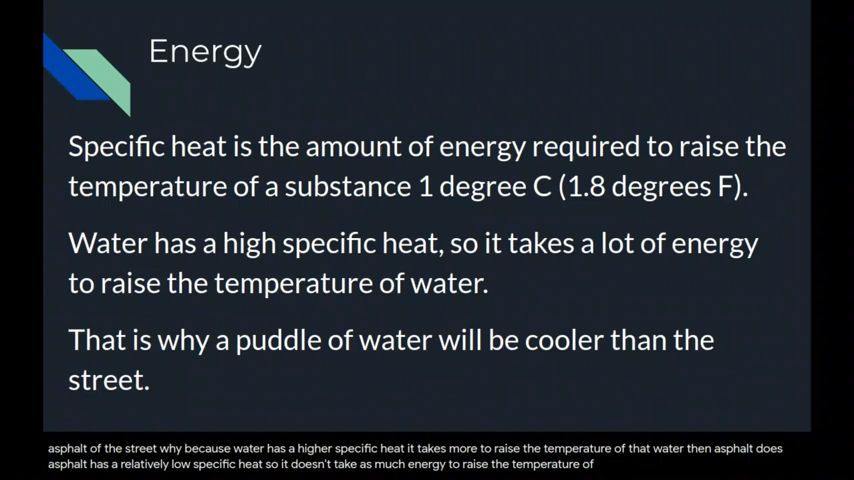 Energy
Specific heat is the amount of energy required to raise the
temperature of a substance 1 degree C (1.8 degrees F).
Water has a high specific heat, so it takes a lot of energy
to raise the temperature of water.
That is why a puddle of water will be cooler than the
street.
asphalt of the street why because water has a higher specific heat it takes more to raise the temperature of that water then asphalt does
asphalt has a relatively low specific heat so it doesn't take as much energy to raise the temperature of